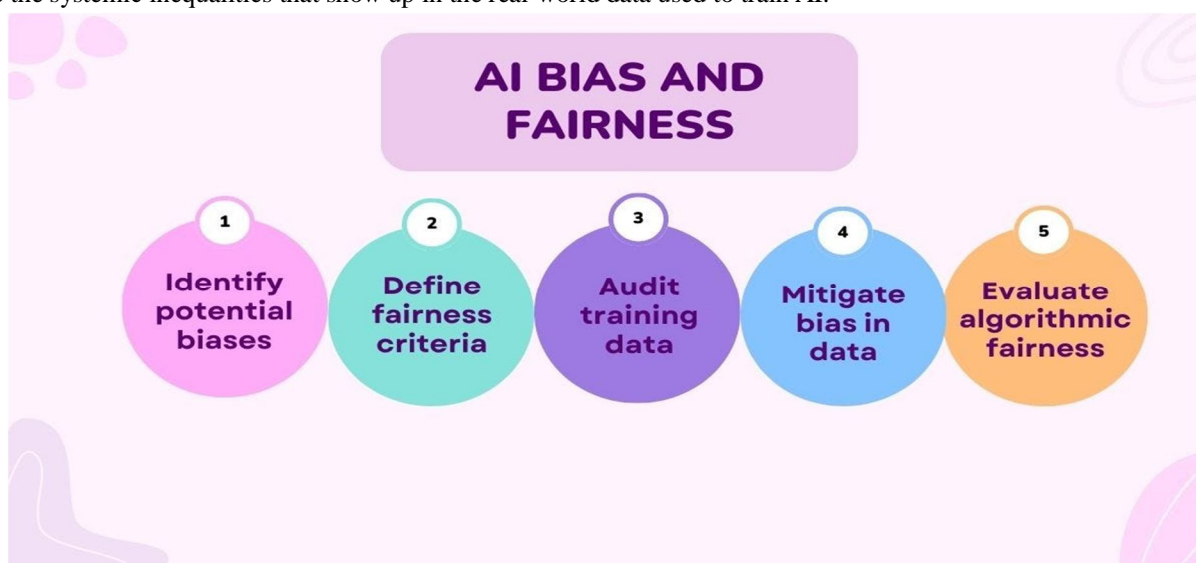 the systemic inequalities that show up in the real-world data used to train AI.
AI BIAS AND
FAIRNESS
1
Identify
potential
biases
2
Define
fairness
criteria
3
Audit
training
data
4
Mitigate
bias in
data
5
Evaluate
algorithmic
fairness